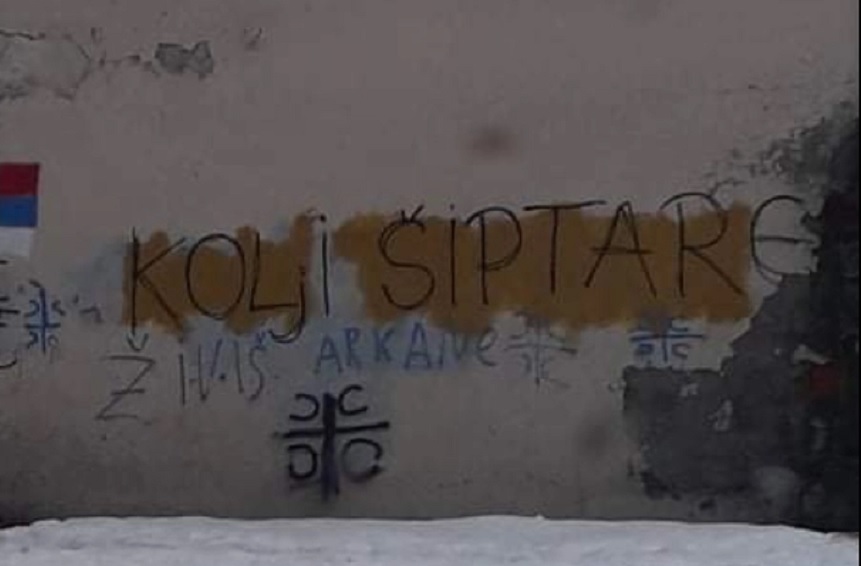 KOLJI ŠIPTARE
ŽIVIŠ ARKANE